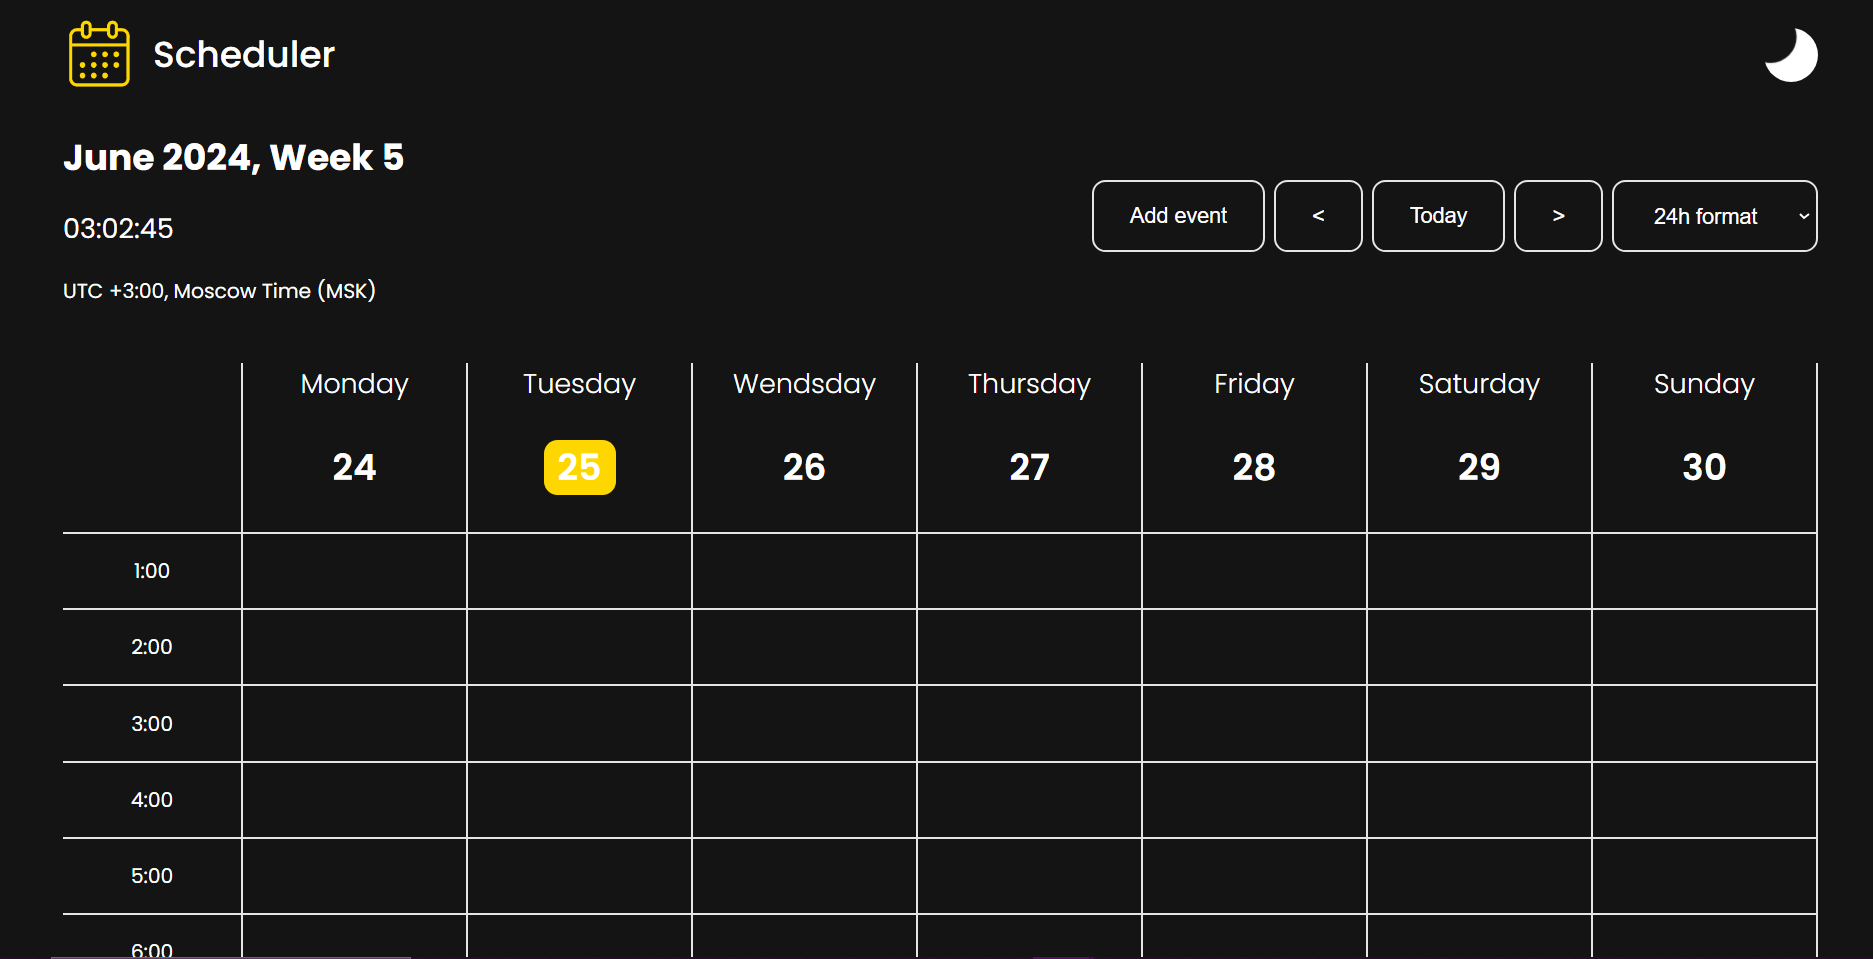 Scheduler
June 2024, Week 5
03:02:45
UTC +3:00, Moscow Time (MSK)
Add event < Today > 24h format
Monday Tuesday Wendsday Thursday Friday Saturday Sunday
24 25 26 27 28 29 30
1:00
2:00
3:00
4:00
5:00
6:00